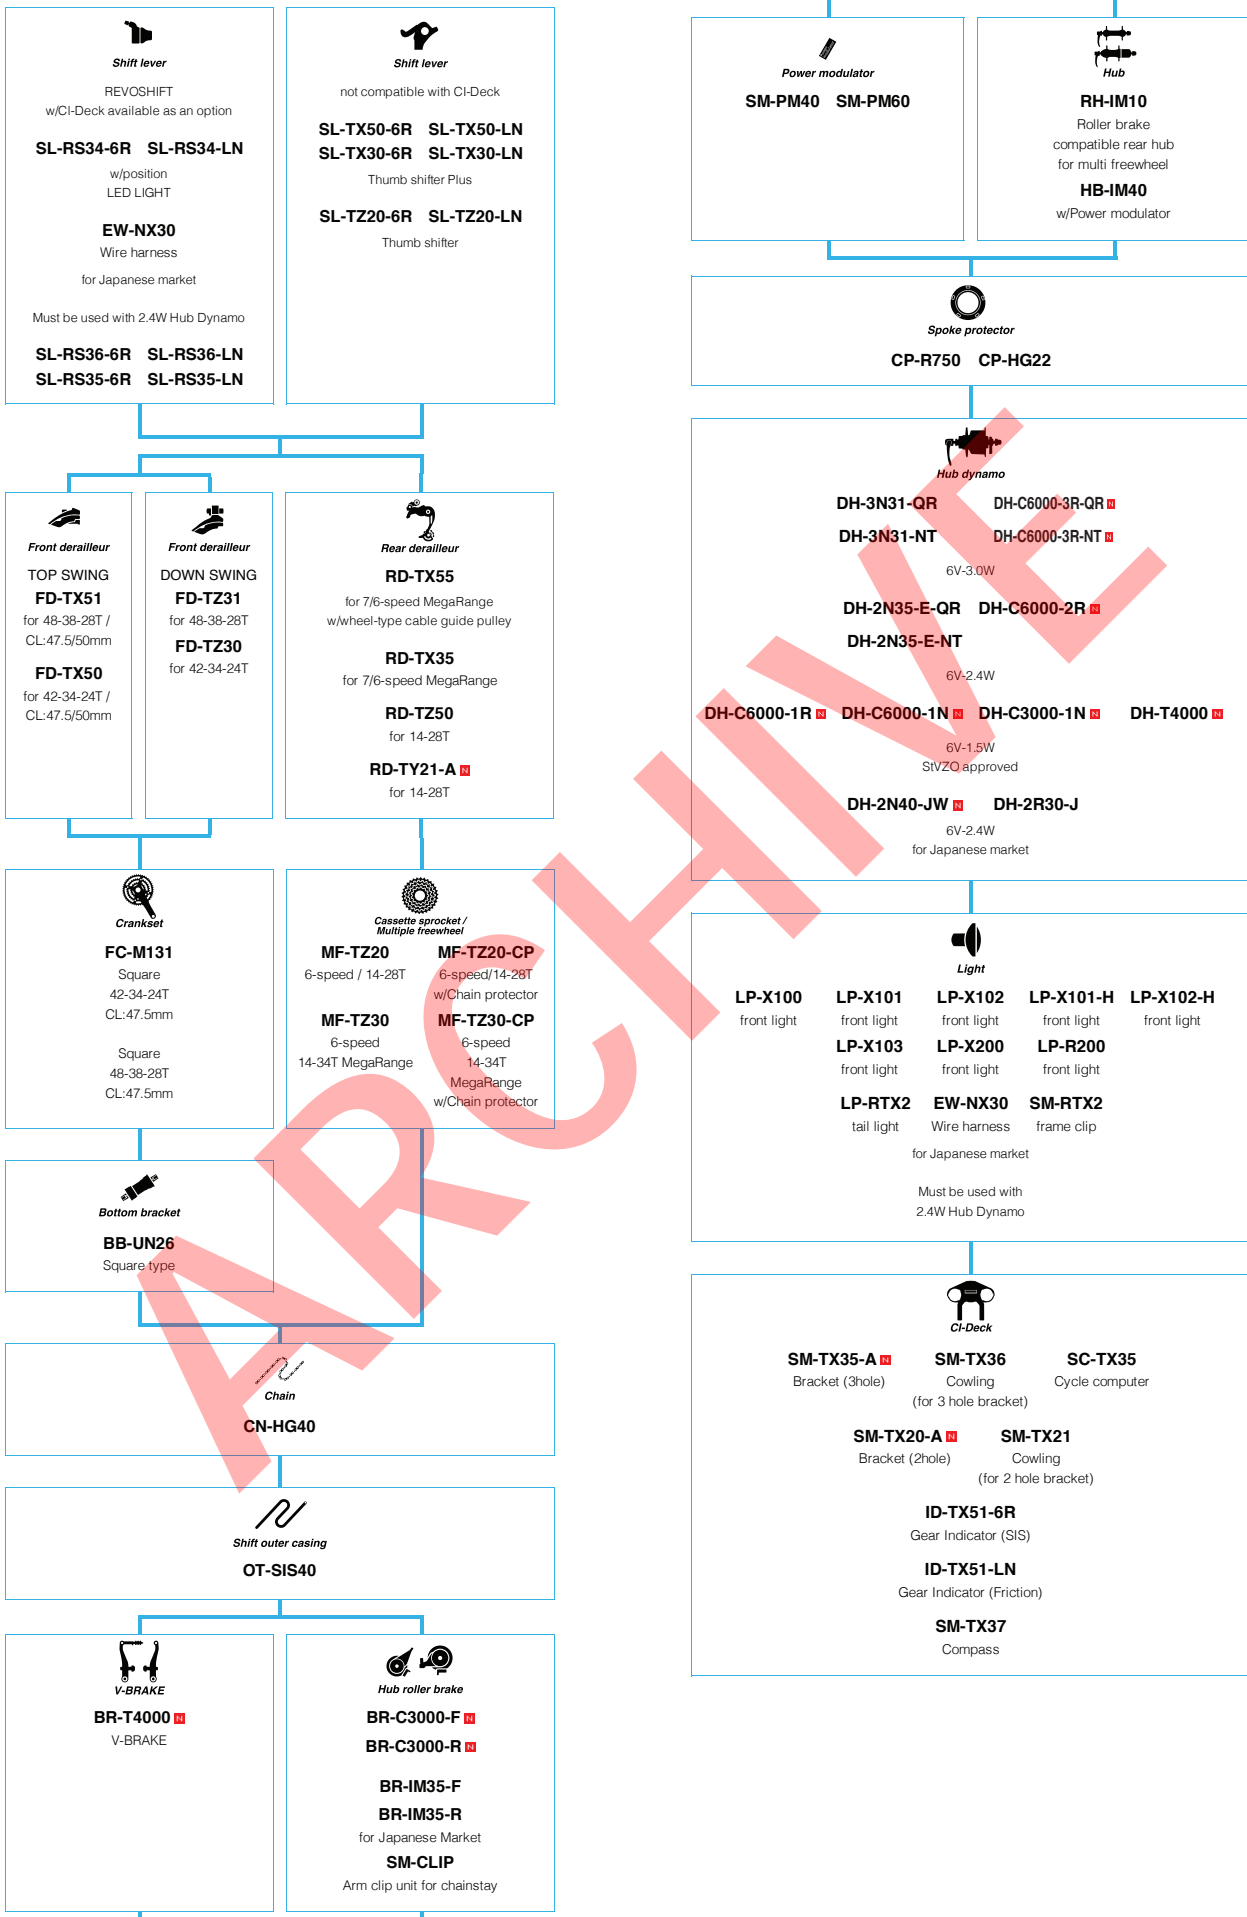 Shift lever
REVOSHIFT
w/CI-Deck available as an option
SL-RS34-6R SL-RS34-LN
w/position
LED LIGHT
EW-NX30
Wire harness
for Japanese market
Must be used with 2.4W Hub Dynamo
SL-RS36-6R SL-RS36-LN
SL-RS35-6R SL-RS35-LN
Shift lever
not compatible with CI-Deck
SL-TX50-6R SL-TX50-LN
SL-TX30-6R SL-TX30-LN
Thumb shifter Plus
SL-TZ20-6R SL-TZ20-LN
Thumb shifter
Front derailleur
TOP SWING
FD-TX51
for 48-38-28T /
CL:47.5/50mm
FD-TX50
for 42-34-24T /
CL:47.5/50mm
Front derailleur
DOWN SWING
FD-TZ31
for 48-38-28T
FD-TZ30
for 42-34-24T
Rear derailleur
RD-TX55
for 7/6-speed MegaRange
w/wheel-type cable guide pulley
RD-TX35
for 7/6-speed MegaRange
RD-TZ50
for 14-28T
RD-TY21-A N
for 14-28T
Crankset
FC-M131
Square
42-34-24T
CL:47.5mm
Square
48-38-28T
CL:47.5mm
Cassette sprocket /
Multiple freewheel
MF-TZ20 MF-TZ20-CP
6-speed / 14-28T 6-speed/14-28T
w/Chain protector
MF-TZ30 MF-TZ30-CP
6-speed 6-speed
14-34T MegaRange 14-34T
MegaRange
w/Chain protector
Bottom bracket
BB-UN26
Square type
Chain
CN-HG40
Shift outer casing
OT-SIS40
V-BRAKE
BR-T4000 N
V-BRAKE
Hub roller brake
BR-C3000-F N
BR-C3000-R N
BR-IM35-F
BR-IM35-R
for Japanese Market
SM-CLIP
Arm clip unit for chainstay
Power modulator
SM-PM40 SM-PM60
Hub
RH-IM10
Roller brake
compatible rear hub
for multi freewheel
HB-IM40
w/Power modulator
Spoke protector
CP-R750 CP-HG22
Hub dynamo
DH-3N31-QR DH-C6000-3R-QR N
DH-3N31-NT DH-C6000-3R-NT N
6V-3.0W
DH-2N35-E-QR DH-C6000-2R N
DH-2N35-E-NT
6V-2.4W
DH-C6000-1R N DH-C6000-1N N DH-C3000-1N N DH-T4000 N
6V-1.5W
StVZO approved
DH-2N40-JW N DH-2R30-J
6V-2.4W
for Japanese market
Light
LP-X100 LP-X101 LP-X102 LP-X101-H LP-X102-H
front light front light front light front light front light
LP-X103 LP-X200 LP-R200
front light front light front light
LP-RTX2 EW-NX30 SM-RTX2
tail light Wire harness frame clip
for Japanese market
Must be used with
2.4W Hub Dynamo
CI-Deck
SM-TX35-A N SM-TX36 SC-TX35
Bracket (3hole) Cowling Cycle computer
(for 3 hole bracket)
SM-TX20-A N SM-TX21
Bracket (2hole) Cowling
(for 2 hole bracket)
ID-TX51-6R
Gear Indicator (SIS)
ID-TX51-LN
Gear Indicator (Friction)
SM-TX37
Compass
ARCHIVE